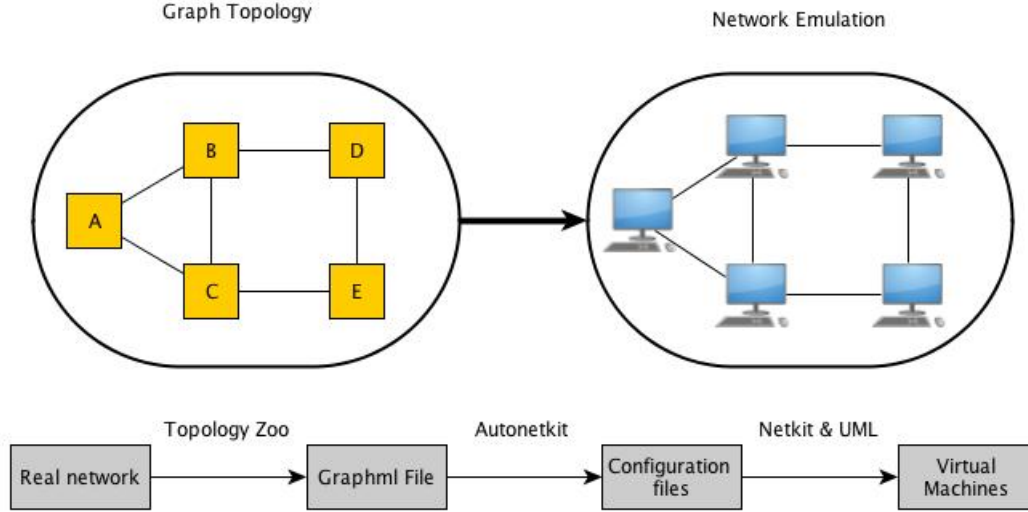 Graph Topology
Network Emulation
B
D
A
C
E
Topology Zoo
Autonetkit
Netkit & UML
Real network
Graphml File
Configuration
files
Virtual
Machines